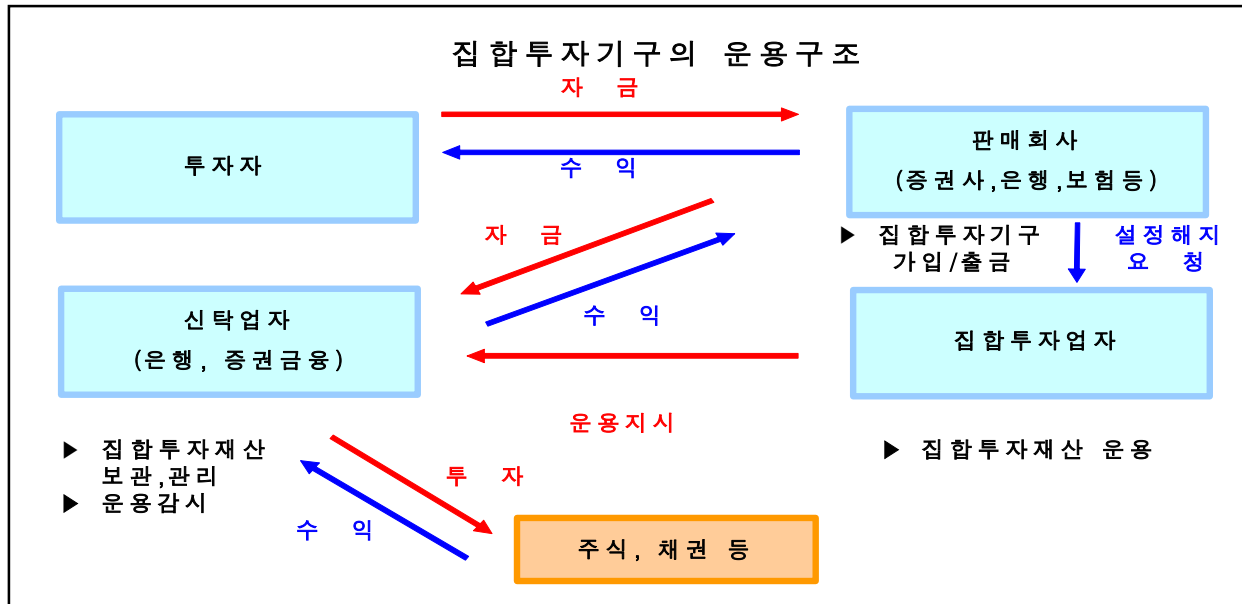 집합투자기구의 운용구조
자 금
투자자
수 익
판매회사
(증권사,은행,보험등)
자 금
▶ 집합투자기구
가입/출금
설정해지
요 청
수 익
신탁업자
(은행, 증권금융)
집합투자업자
운용지시
▶ 집합투자재산
보관,관리
▶ 운용감시
▶ 집합투자재산 운용
투 자
수 익
주식, 채권 등